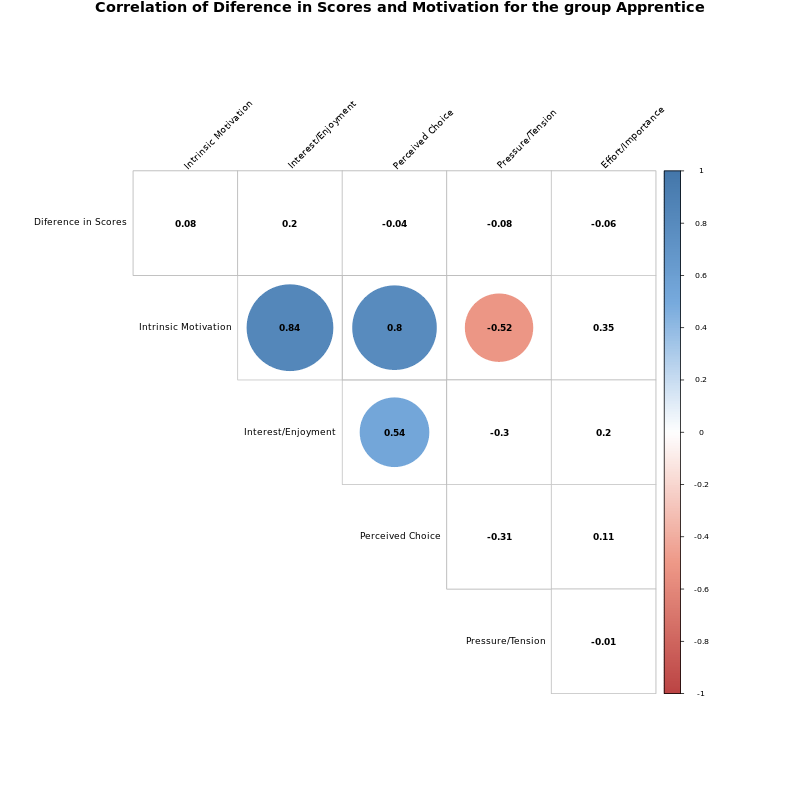 Correlation of Diference in Scores and Motivation for the group Apprentice
Intrinsic Motivation
Interest/Enjoyment
Perceived Choice
Pressure/Tension
Effort/Importance
Diference in Scores 0.08 0.2 -0.04 -0.08 -0.06
Intrinsic Motivation 0.84 0.8 -0.52 0.35
Interest/Enjoyment 0.54 -0.3 0.2
Perceived Choice -0.31 0.11
Pressure/Tension -0.01
1
0.8
0.6
0.4
0.2
0
-0.2
-0.4
-0.6
-0.8
-1